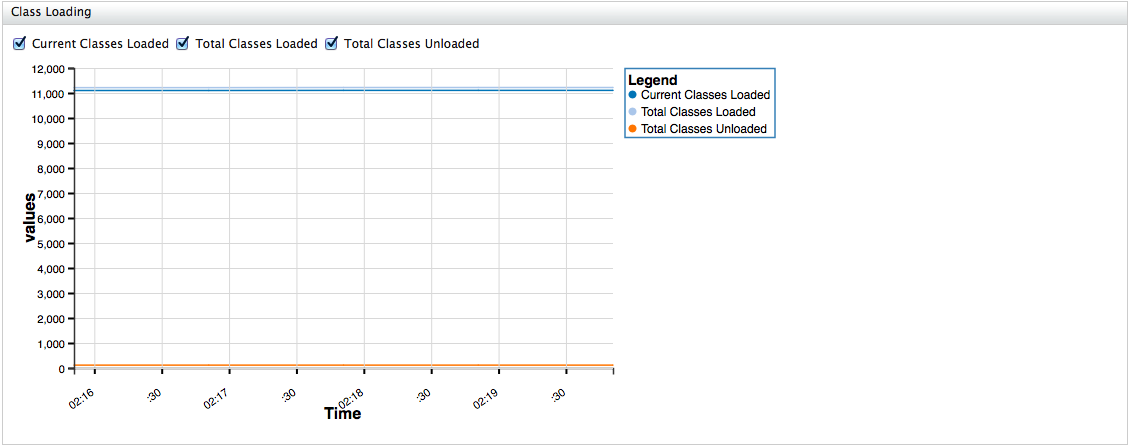 Class Loading
Current Classes Loaded Total Classes Loaded Total Classes Unloaded
12,000
11,000
10,000
9,000
8,000
7,000
6,000
5,000
4,000
3,000
2,000
1,000
0
values
02:16 :30 02:17 :30 02:18 :30 02:19 :30
Time
Legend
Current Classes Loaded
Total Classes Loaded
Total Classes Unloaded